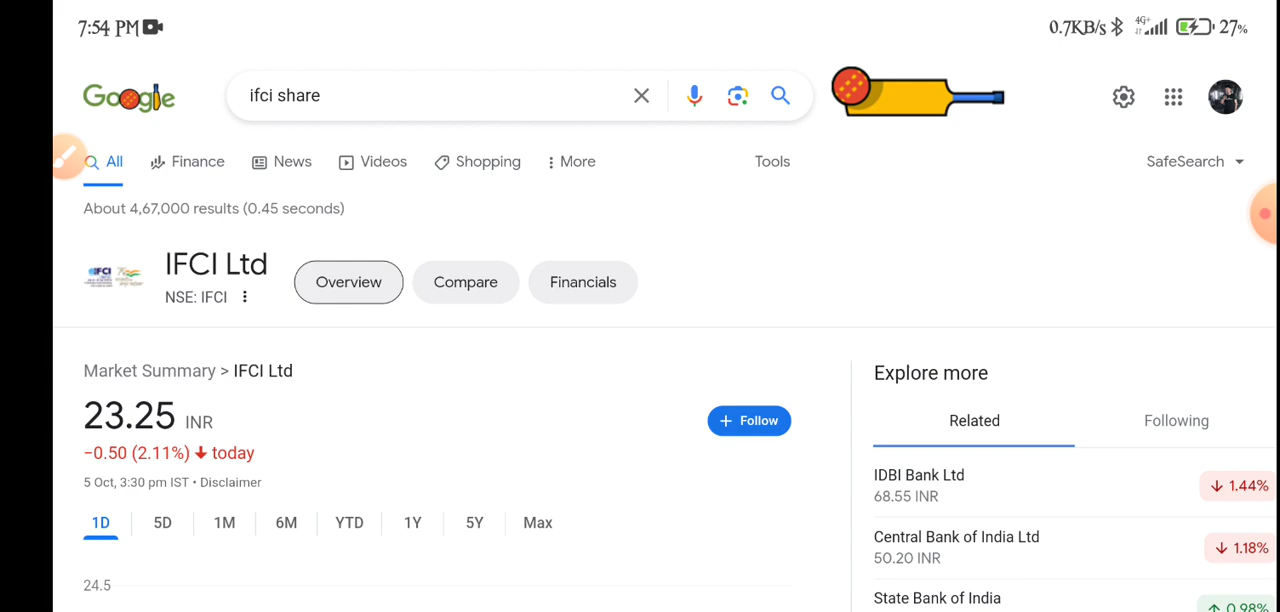 7:54 PM
0.7KB/s 4G+ 27%
Google
ifci share
All Finance News Videos Shopping More Tools SafeSearch
About 4,67,000 results (0.45 seconds)
IFCI
IFCI Ltd
NSE: IFCI
Overview Compare Financials
Market Summary > IFCI Ltd
23.25 INR
+ Follow
−0.50 (2.11%) ↓ today
5 Oct, 3:30 pm IST • Disclaimer
1D 5D 1M 6M YTD 1Y 5Y Max
24.5
Explore more
Related Following
IDBI Bank Ltd
68.55 INR
↓ 1.44%
Central Bank of India Ltd
50.20 INR
↓ 1.18%
State Bank of India
↑ 0.98%